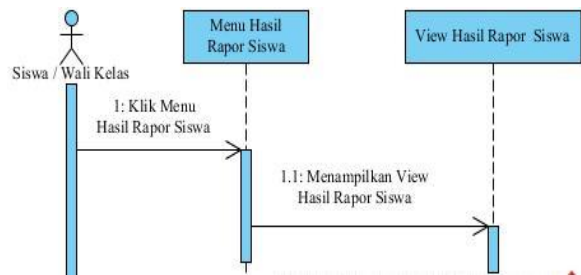 Menu Hasil
Rapor Siswa
View Hasil Rapor Siswa
Siswa / Wali Kelas
1: Klik Menu
Hasil Rapor Siswa
1.1: Menampilkan View
Hasil Rapor Siswa